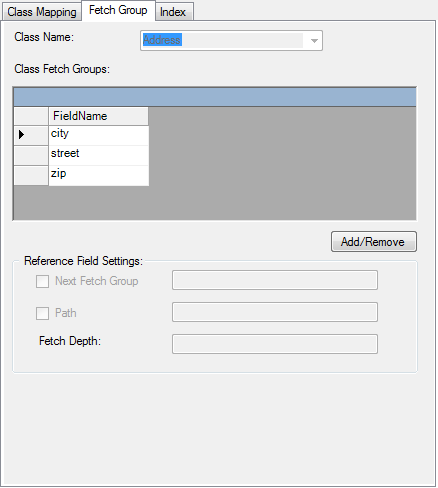 Class Mapping Fetch Group Index
Class Name: Address
Class Fetch Groups:
FieldName
city
street
zip
Add/Remove
Reference Field Settings:
Next Fetch Group
Path
Fetch Depth: